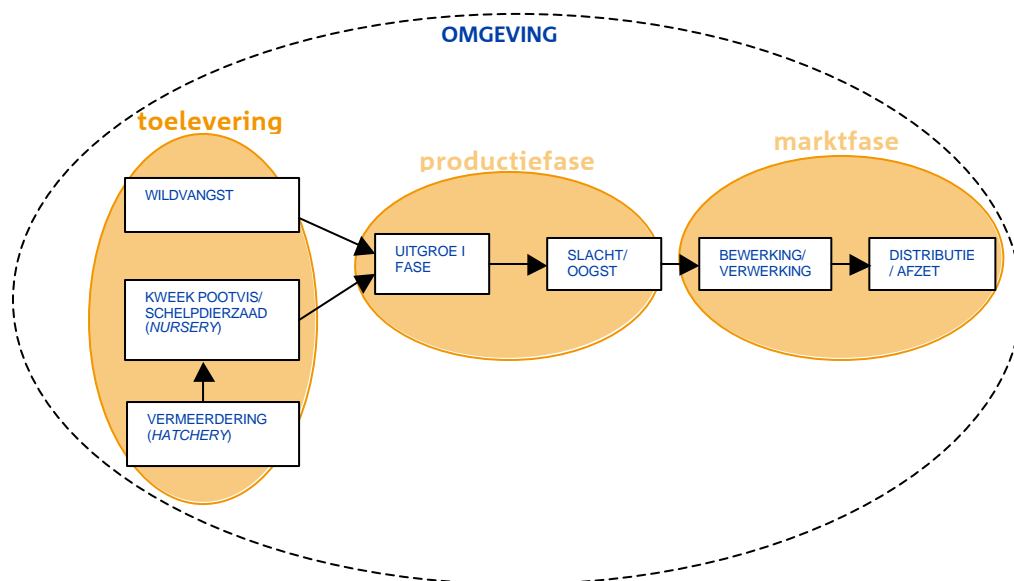 OMGEVING
toelevering
WILDVANGST
KWEEK POOTVIS/
SCHELPDIERZAAD
(NURSERY)
VERMEERDERING
(HATCHERY)
productiefase
UITGROE I
FASE
SLACHT/
OOGST
marktfase
BEWERKING/
VERWERKING
DISTRIBUTIE
/ AFZET